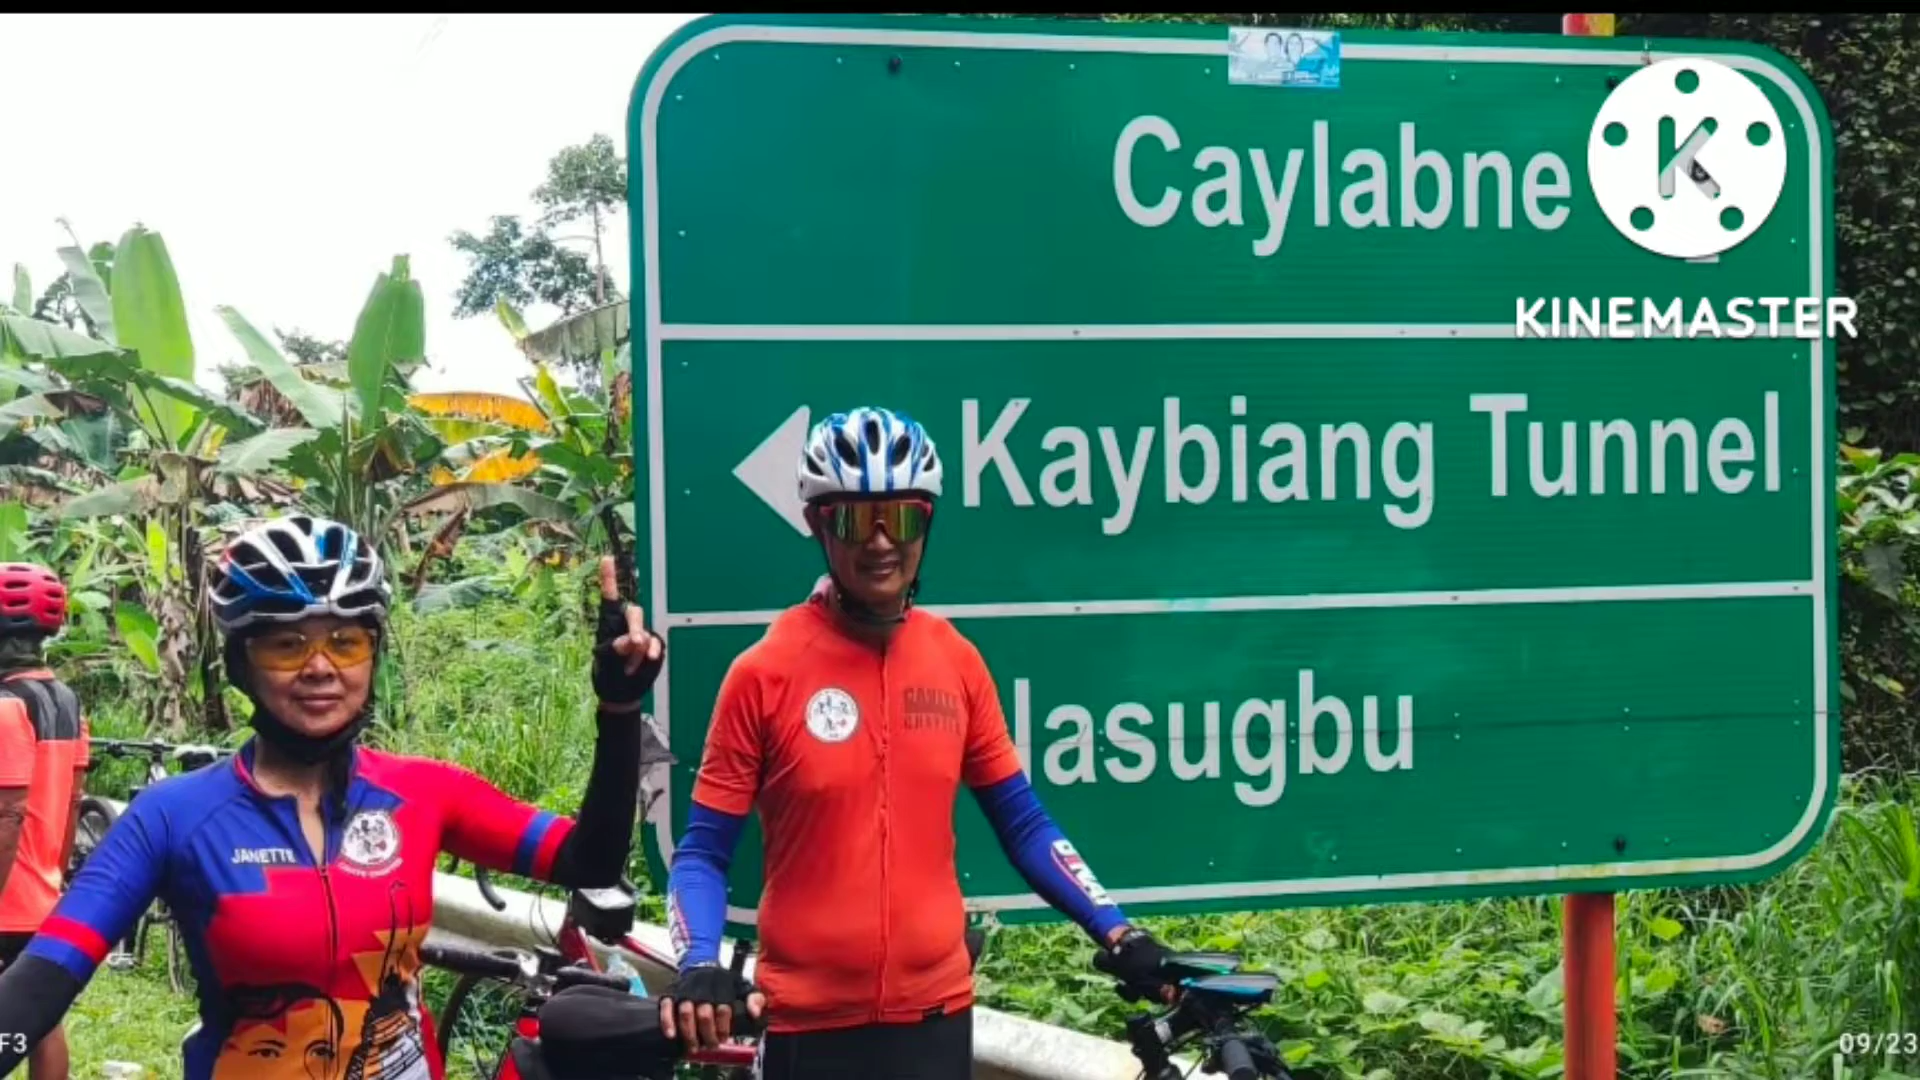 Caylabne
KINEMASTER
Kaybiang Tunnel
asugbu
JANETTE
F3
09/23